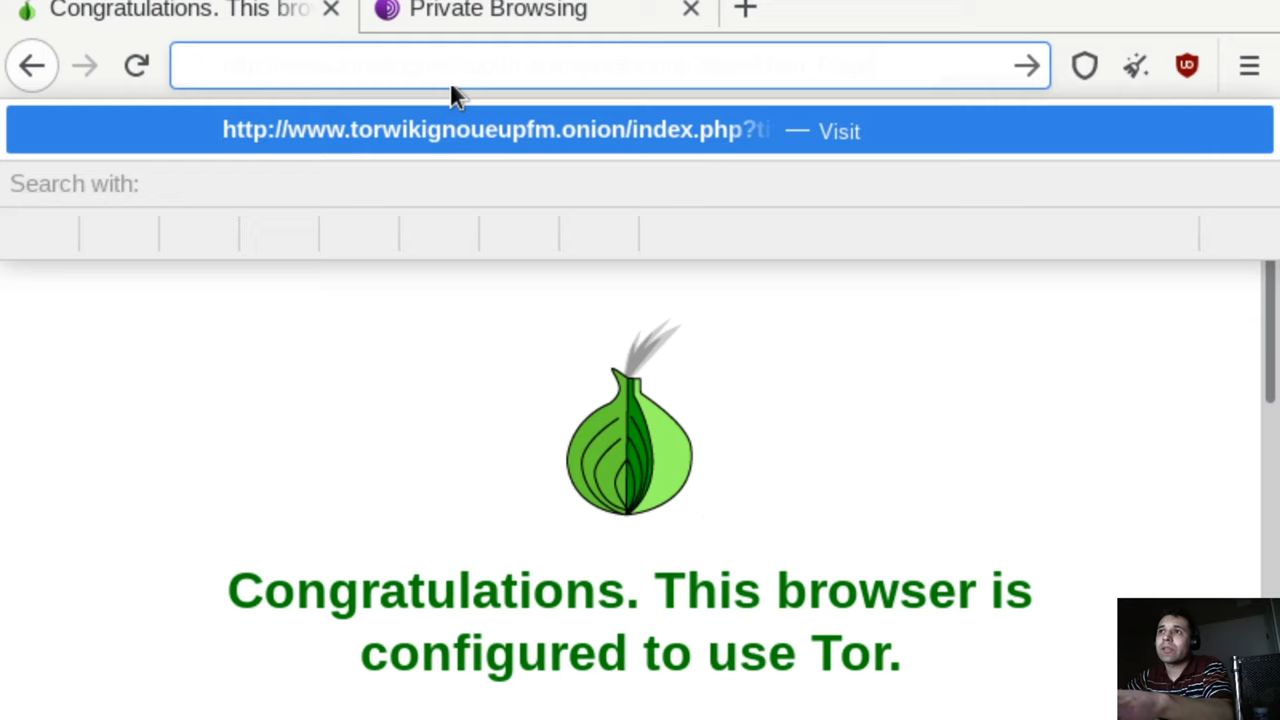 Congratulations. This bro
Private Browsing
http://www.torwikignoueupfm.onion/index.php?ti — Visit
Search with:
Congratulations. This browser is
configured to use Tor.